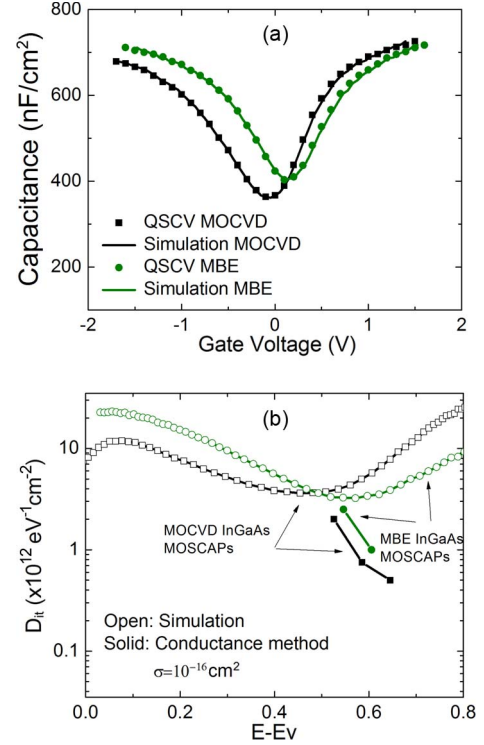 (a)
800
600
400
200
Capacitance (nF/cm²)
QSCV MOCVD
Simulation MOCVD
QSCV MBE
Simulation MBE
-2 -1 0 1 2
Gate Voltage (V)
(b)
10
1
0.1
D_it (x10¹² eV⁻¹cm⁻²)
MOCVD InGaAs
MOSCAPs
MBE InGaAs
MOSCAPs
Open: Simulation
Solid: Conductance method
σ=10⁻¹⁶cm²
0.0 0.2 0.4 0.6 0.8
E-Ev